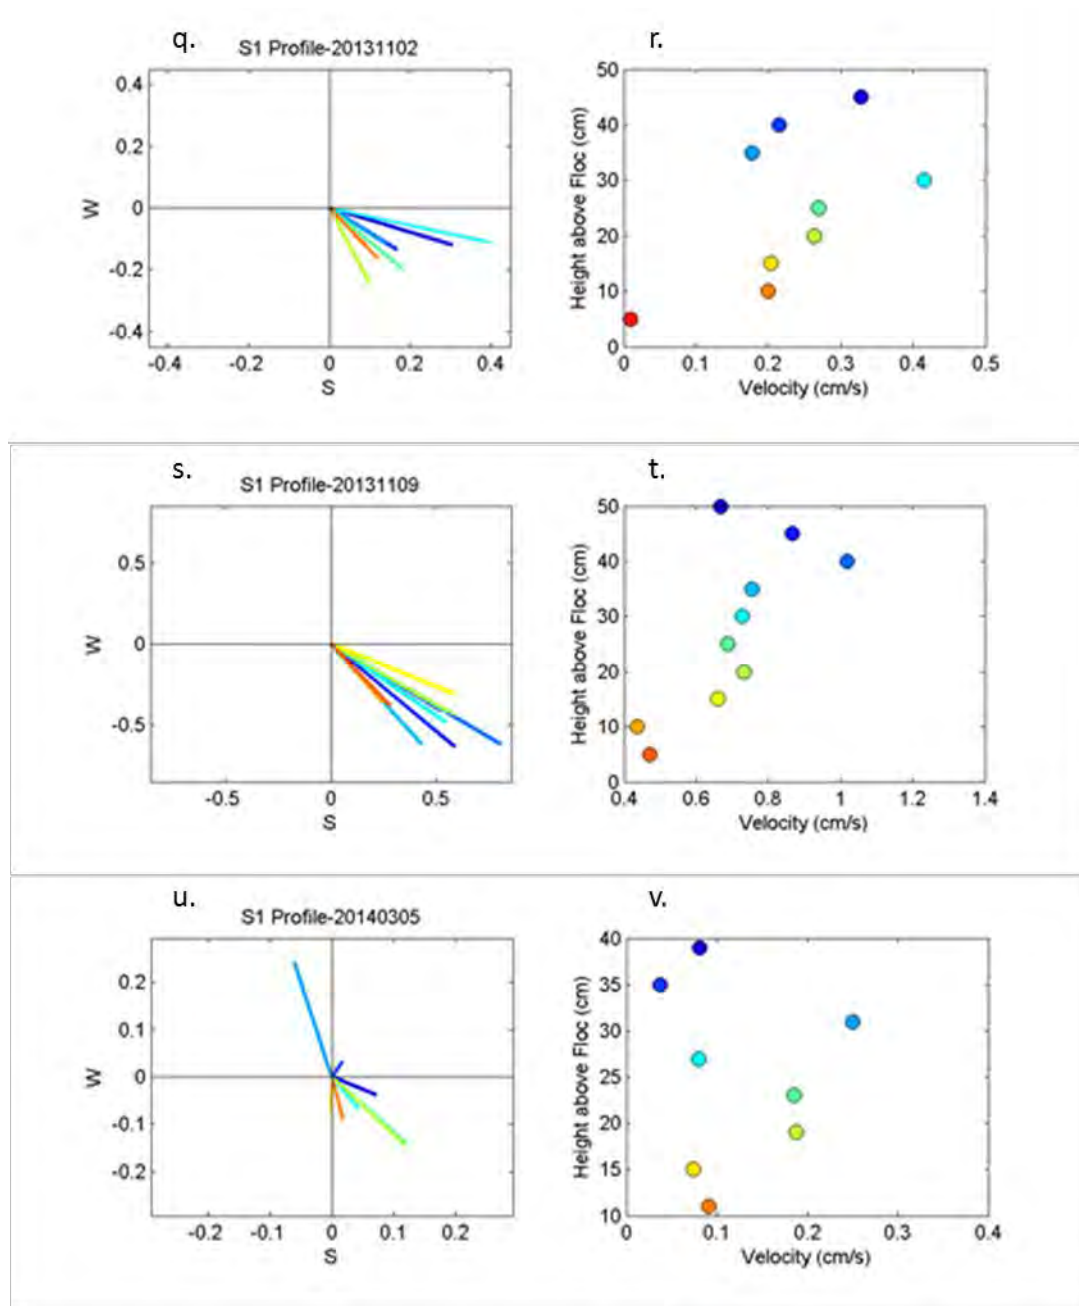 q.
S1 Profile-20131102
W
0.4
0.2
0
-0.2
-0.4
-0.4 -0.2 0 0.2 0.4
S
r.
Height above Floc (cm)
50
40
30
20
10
0
0 0.1 0.2 0.3 0.4 0.5
Velocity (cm/s)
s.
S1 Profile-20131109
W
0.5
0
-0.5
-0.5 0 0.5
S
t.
Height above Floc (cm)
50
40
30
20
10
0
0.4 0.6 0.8 1 1.2 1.4
Velocity (cm/s)
u.
S1 Profile-20140305
W
0.2
0.1
0
-0.1
-0.2
-0.2 -0.1 0 0.1 0.2
S
v.
Height above Floc (cm)
40
35
30
25
20
15
10
0 0.1 0.2 0.3 0.4
Velocity (cm/s)